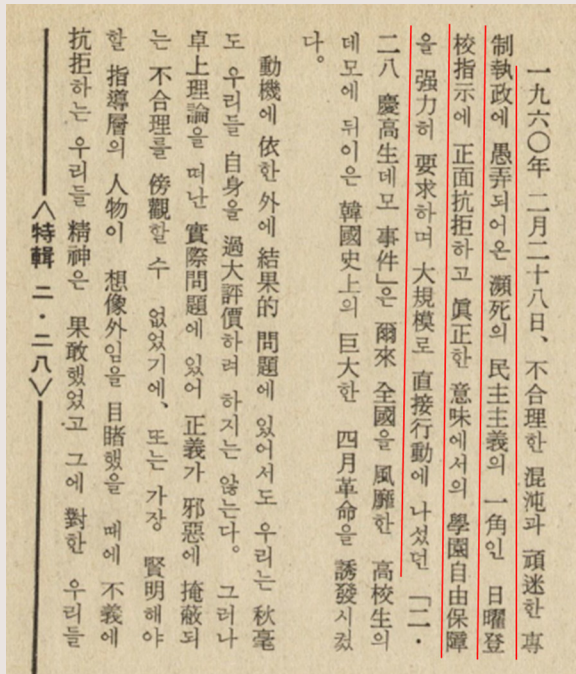 一九六〇年 二月二十八日、不合理한 混沌과 頑迷한 專
制執政에 愚弄되어온 瀕死의 民主主義의 一角인 日曜登
校指示에 正面抗拒하고 眞正한 意味에서의 學園自由保障
을 强力히 要求하며 大規模로 直接行動에 나섰던 「二·
二八 慶高生데모 事件」은 爾來 全國을 風靡한 高校生의
데모에 뒤이은 韓國史上의 巨大한 四月革命을 誘發시켰
다。
動機에 依한 外에 結果的 問題에 있어서도 우리는 秋毫
도 우리들 自身을 過大評價하려 하지는 않는다。 그러나
卓上理論을 떠난 實際問題에 있어 正義가 邪惡에 掩蔽되
는 不合理를 傍觀할 수 없었기에、 또는 가장 賢明해야
할 指導層의 人物이 想像外임을 目睹했을 때에 不義에
抗拒하는 우리들 精神은 果敢했었고 그에 對한 우리들
〈特輯 二·二八〉